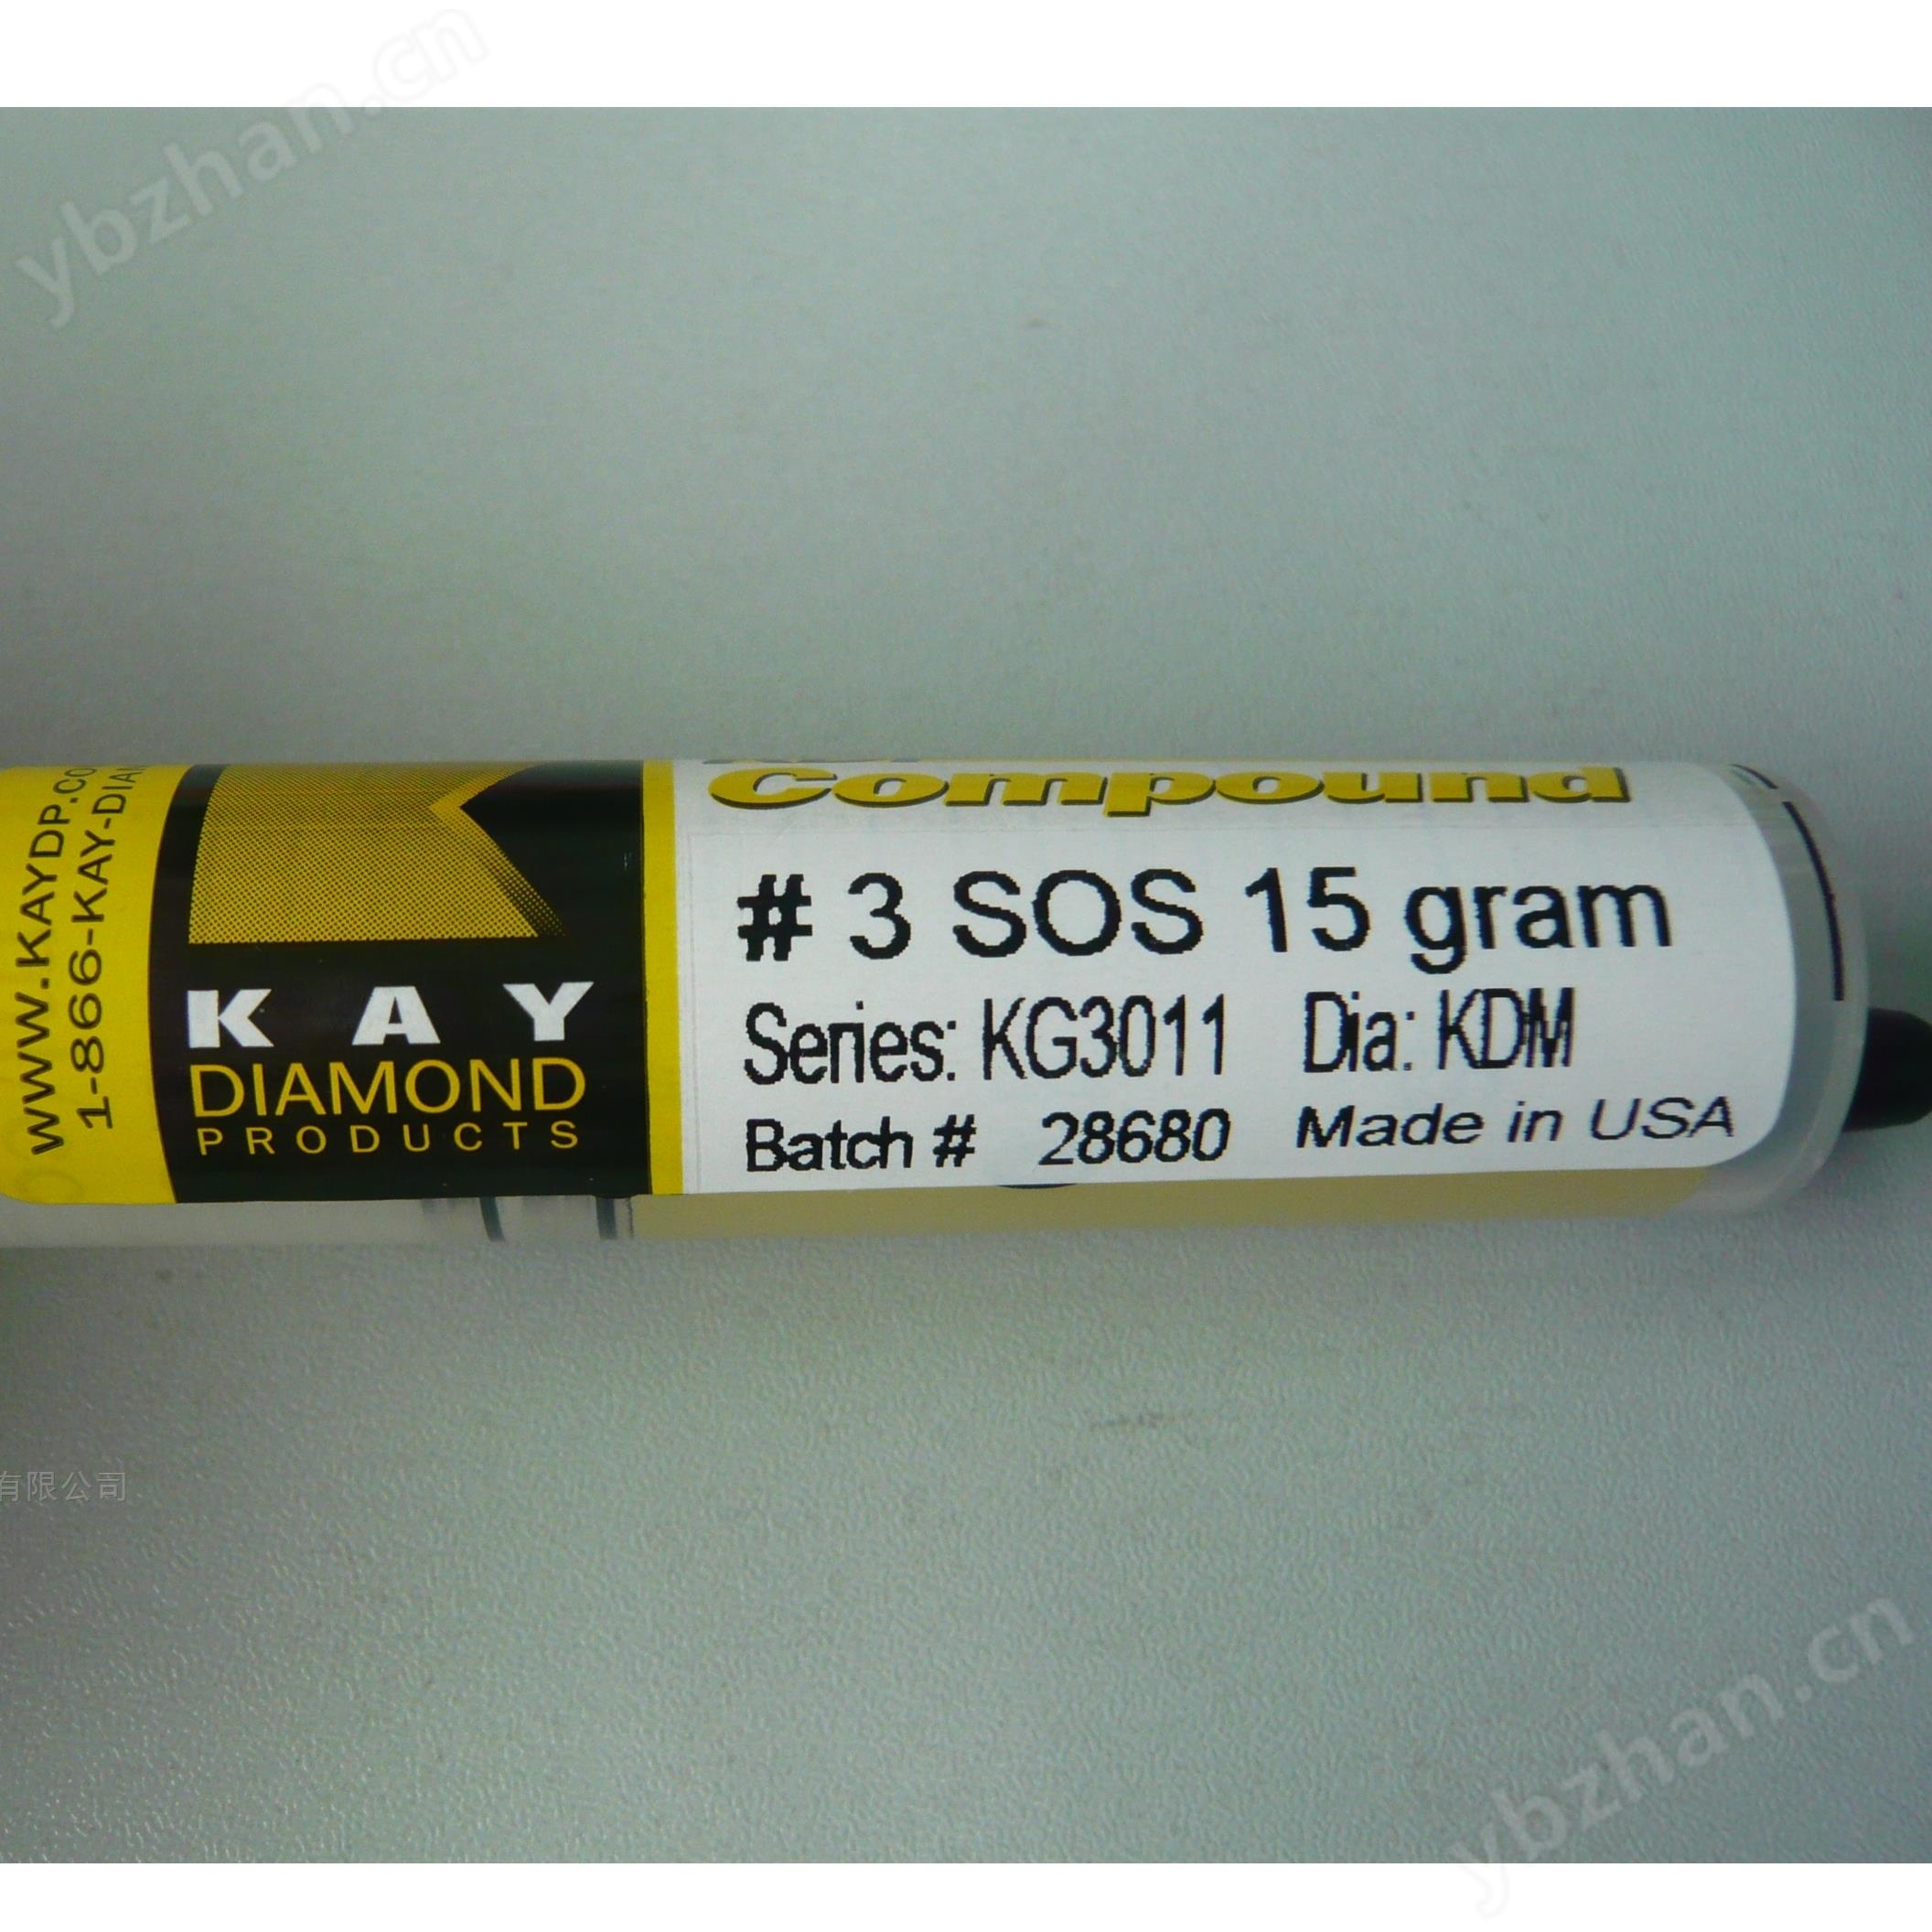 ybzhan.cn
WWW.KAYDP.CO
1-866-KAY-DIAM
KAY
DIAMOND
PRODUCTS
Compound
# 3 SOS 15 gram
Series: KG3011 Dia: KDM
Batch # 28680 Made in USA
有限公司
ybzhan.cn